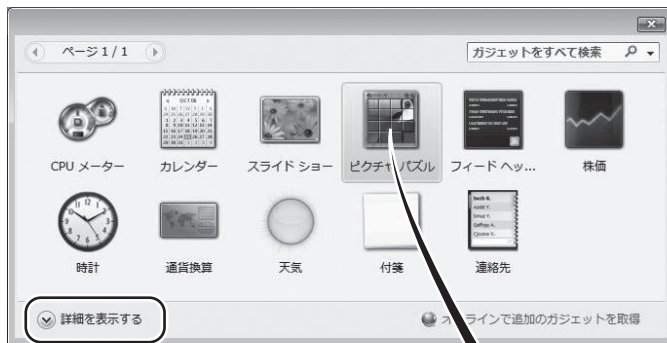 ページ 1 / 1
ガジェットをすべて検索
OCT 06
CPU メーター
カレンダー
スライド ショー
ピクチャ パズル
フィード ヘッ...
株価
時計
通貨換算
天気
付箋
連絡先
詳細を表示する
オンラインで追加のガジェットを取得